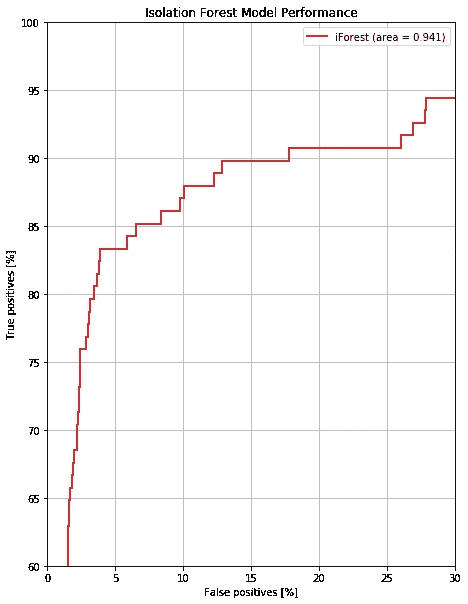 Isolation Forest Model Performance
iForest (area = 0.941)
100
95
90
85
80
75
70
65
60
True positives [%]
0 5 10 15 20 25 30
False positives [%]